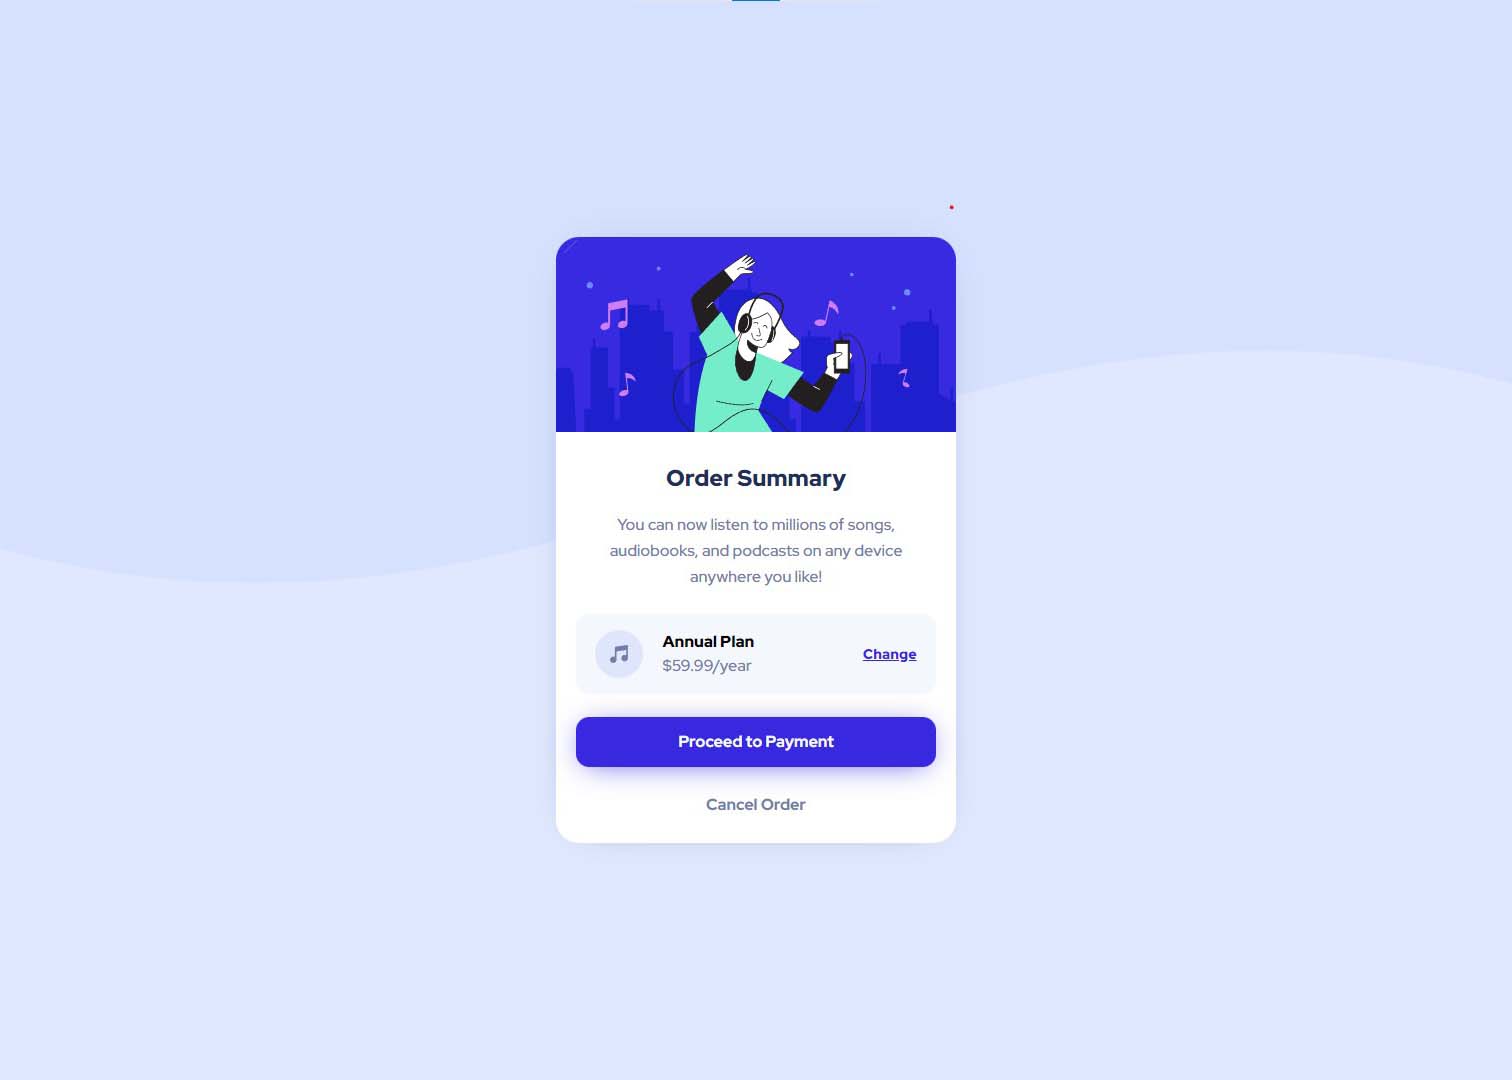 Order Summary
You can now listen to millions of songs,
audiobooks, and podcasts on any device
anywhere you like!
Annual Plan
$59.99/year
Change
Proceed to Payment
Cancel Order